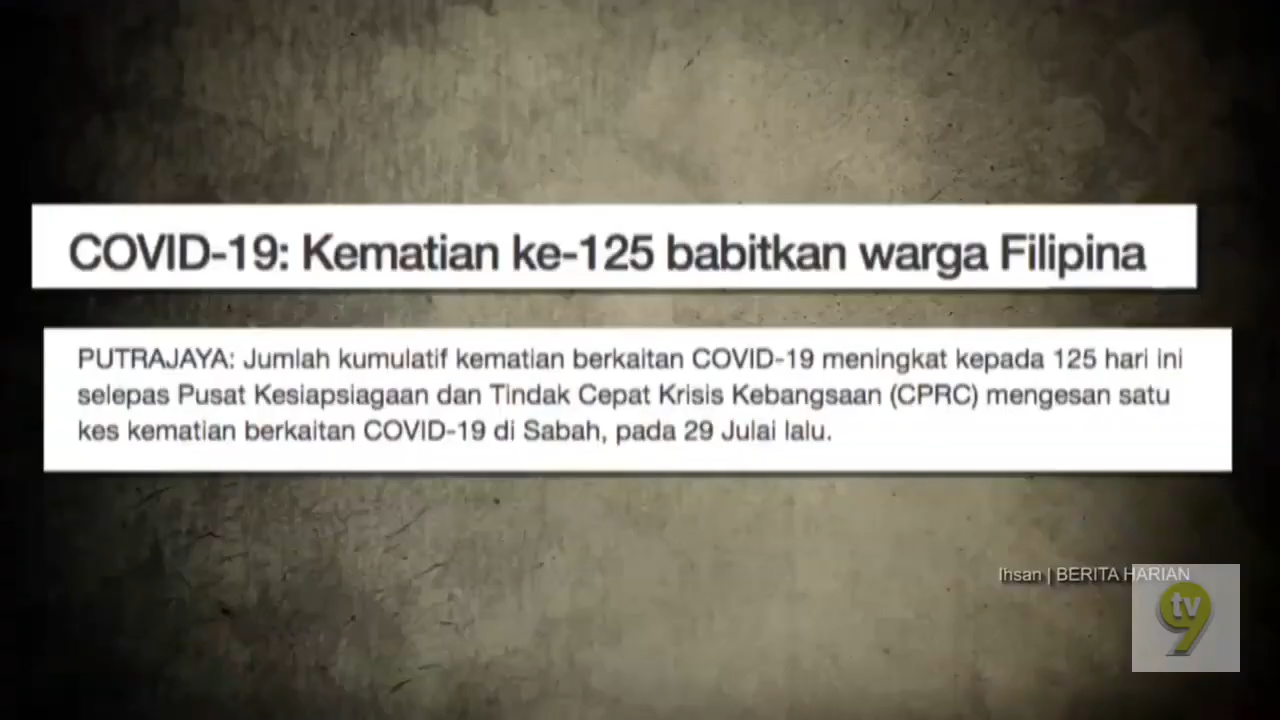 COVID-19: Kematian ke-125 babitkan warga Filipina
PUTRAJAYA: Jumlah kumulatif kematian berkaitan COVID-19 meningkat kepada 125 hari ini
selepas Pusat Kesiapsiagaan dan Tindak Cepat Krisis Kebangsaan (CPRC) mengesan satu
kes kematian berkaitan COVID-19 di Sabah, pada 29 Julai lalu.
Ihsan | BERITA HARIAN
tv9